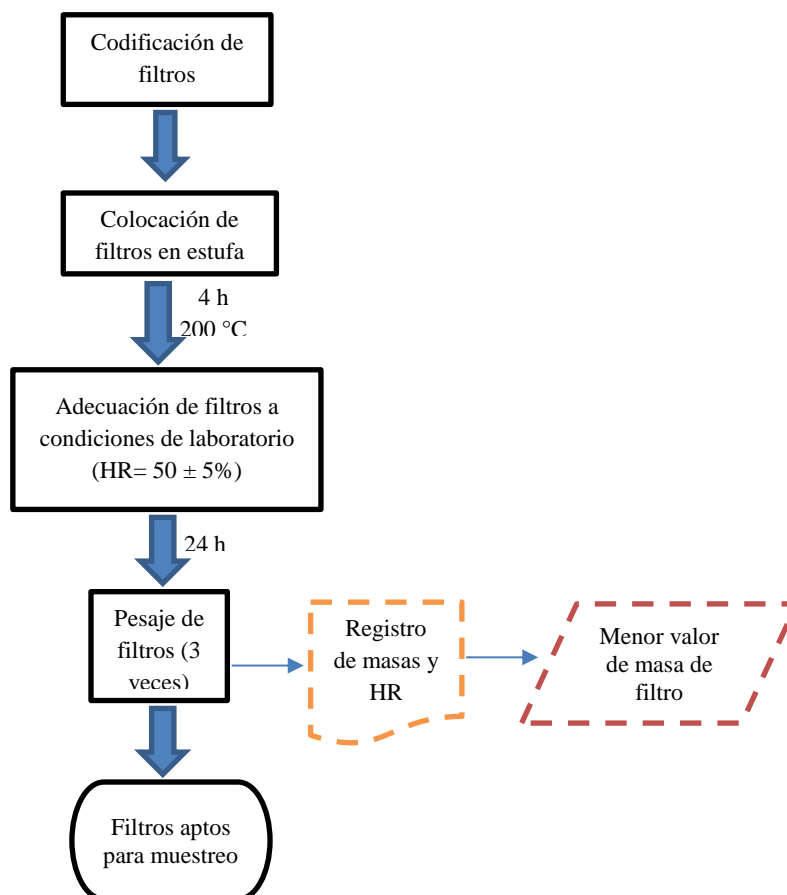 Codificación de
filtros
Colocación de
filtros en estufa
4 h
200 °C
Adecuación de filtros a
condiciones de laboratorio
(HR= 50 ± 5%)
24 h
Pesaje de
filtros (3
veces)
Registro
de masas y
HR
Menor valor
de masa de
filtro
Filtros aptos
para muestreo